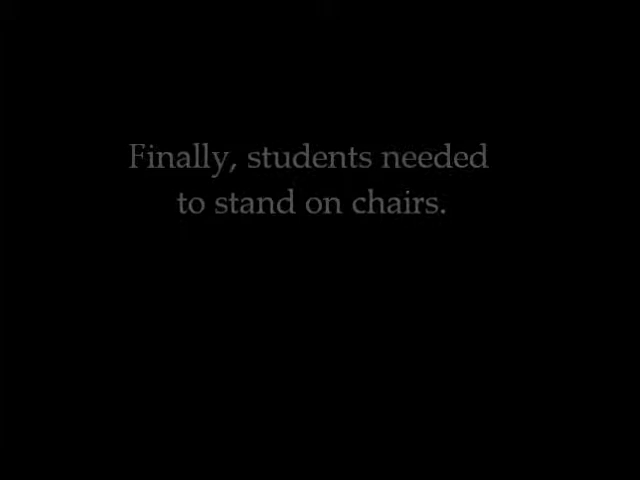 Finally, students needed
to stand on chairs.